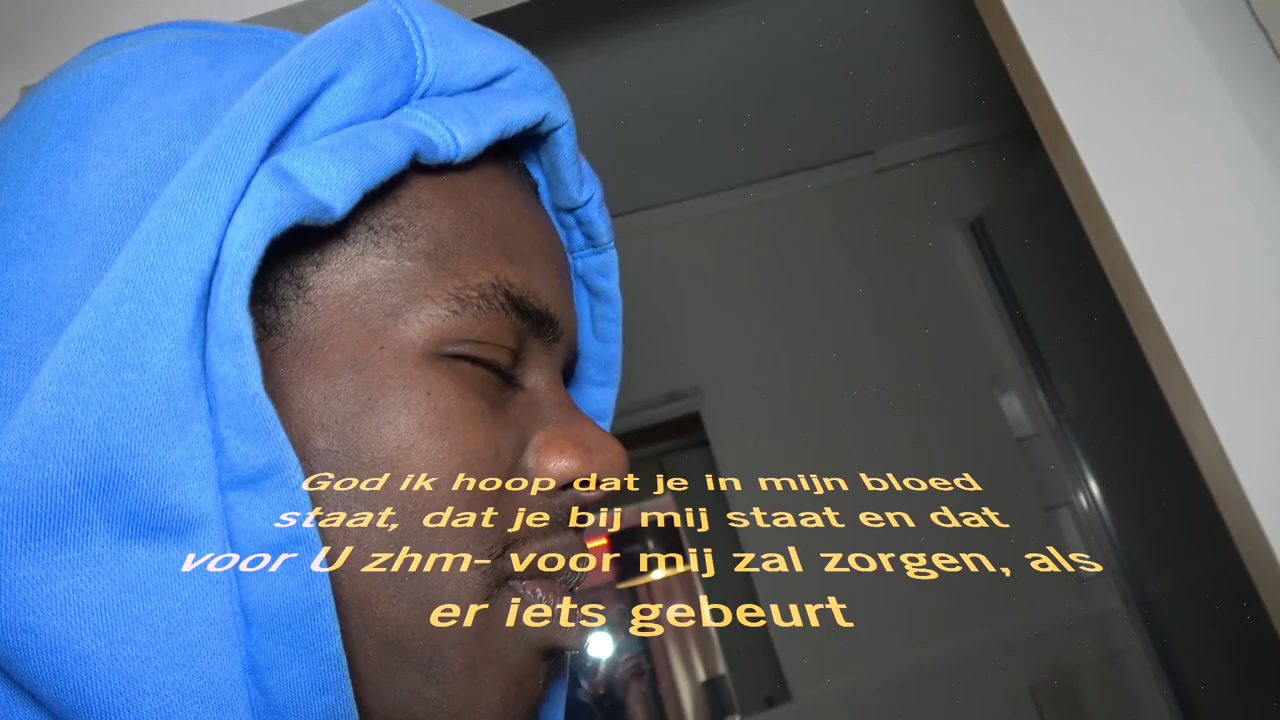 God ik hoop dat je in mijn bloed
staat, dat je bij mij staat en dat
voor U zhm- voor mij zal zorgen, als
er iets gebeurt